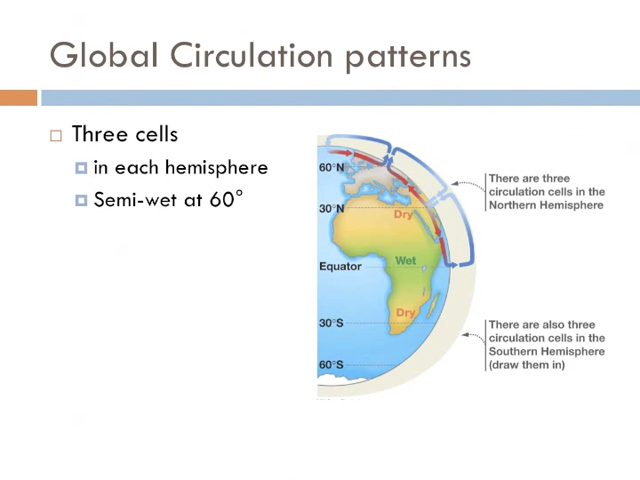 Global Circulation patterns
Three cells
in each hemisphere
Semi-wet at 60°
60°N
30°N
Dry
Equator
Wet
Dry
30°S
60°S
There are three
circulation cells in the
Northern Hemisphere
There are also three
circulation cells in the
Southern Hemisphere
(draw them in)